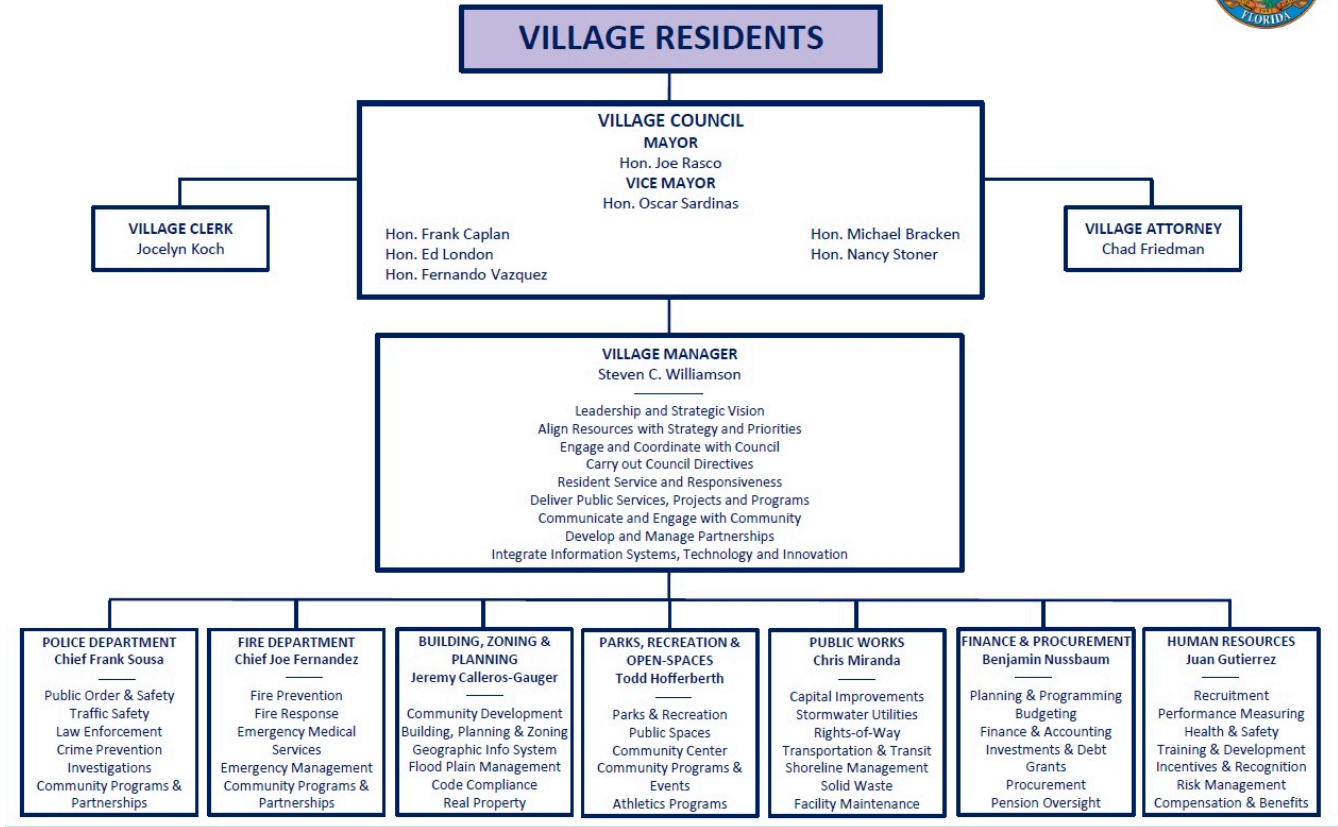 FLORIDA
VILLAGE RESIDENTS
VILLAGE COUNCIL
MAYOR
Hon. Joe Rasco
VICE MAYOR
Hon. Oscar Sardinas
Hon. Frank Caplan
Hon. Ed London
Hon. Fernando Vazquez
Hon. Michael Bracken
Hon. Nancy Stoner
VILLAGE CLERK
Jocelyn Koch
VILLAGE ATTORNEY
Chad Friedman
VILLAGE MANAGER
Steven C. Williamson
Leadership and Strategic Vision
Align Resources with Strategy and Priorities
Engage and Coordinate with Council
Carry out Council Directives
Resident Service and Responsiveness
Deliver Public Services, Projects and Programs
Communicate and Engage with Community
Develop and Manage Partnerships
Integrate Information Systems, Technology and Innovation
POLICE DEPARTMENT
Chief Frank Sousa
Public Order & Safety
Traffic Safety
Law Enforcement
Crime Prevention
Investigations
Community Programs &
Partnerships
FIRE DEPARTMENT
Chief Joe Fernandez
Fire Prevention
Fire Response
Emergency Medical
Services
Emergency Management
Community Programs &
Partnerships
BUILDING, ZONING &
PLANNING
Jeremy Calleros-Gauger
Community Development
Building, Planning & Zoning
Geographic Info System
Flood Plain Management
Code Compliance
Real Property
PARKS, RECREATION &
OPEN-SPACES
Todd Hofferberth
Parks & Recreation
Public Spaces
Community Center
Community Programs &
Events
Athletics Programs
PUBLIC WORKS
Chris Miranda
Capital Improvements
Stormwater Utilities
Rights-of-Way
Transportation & Transit
Shoreline Management
Solid Waste
Facility Maintenance
FINANCE & PROCUREMENT
Benjamin Nussbaum
Planning & Programming
Budgeting
Finance & Accounting
Investments & Debt
Grants
Procurement
Pension Oversight
HUMAN RESOURCES
Juan Gutierrez
Recruitment
Performance Measuring
Health & Safety
Training & Development
Incentives & Recognition
Risk Management
Compensation & Benefits